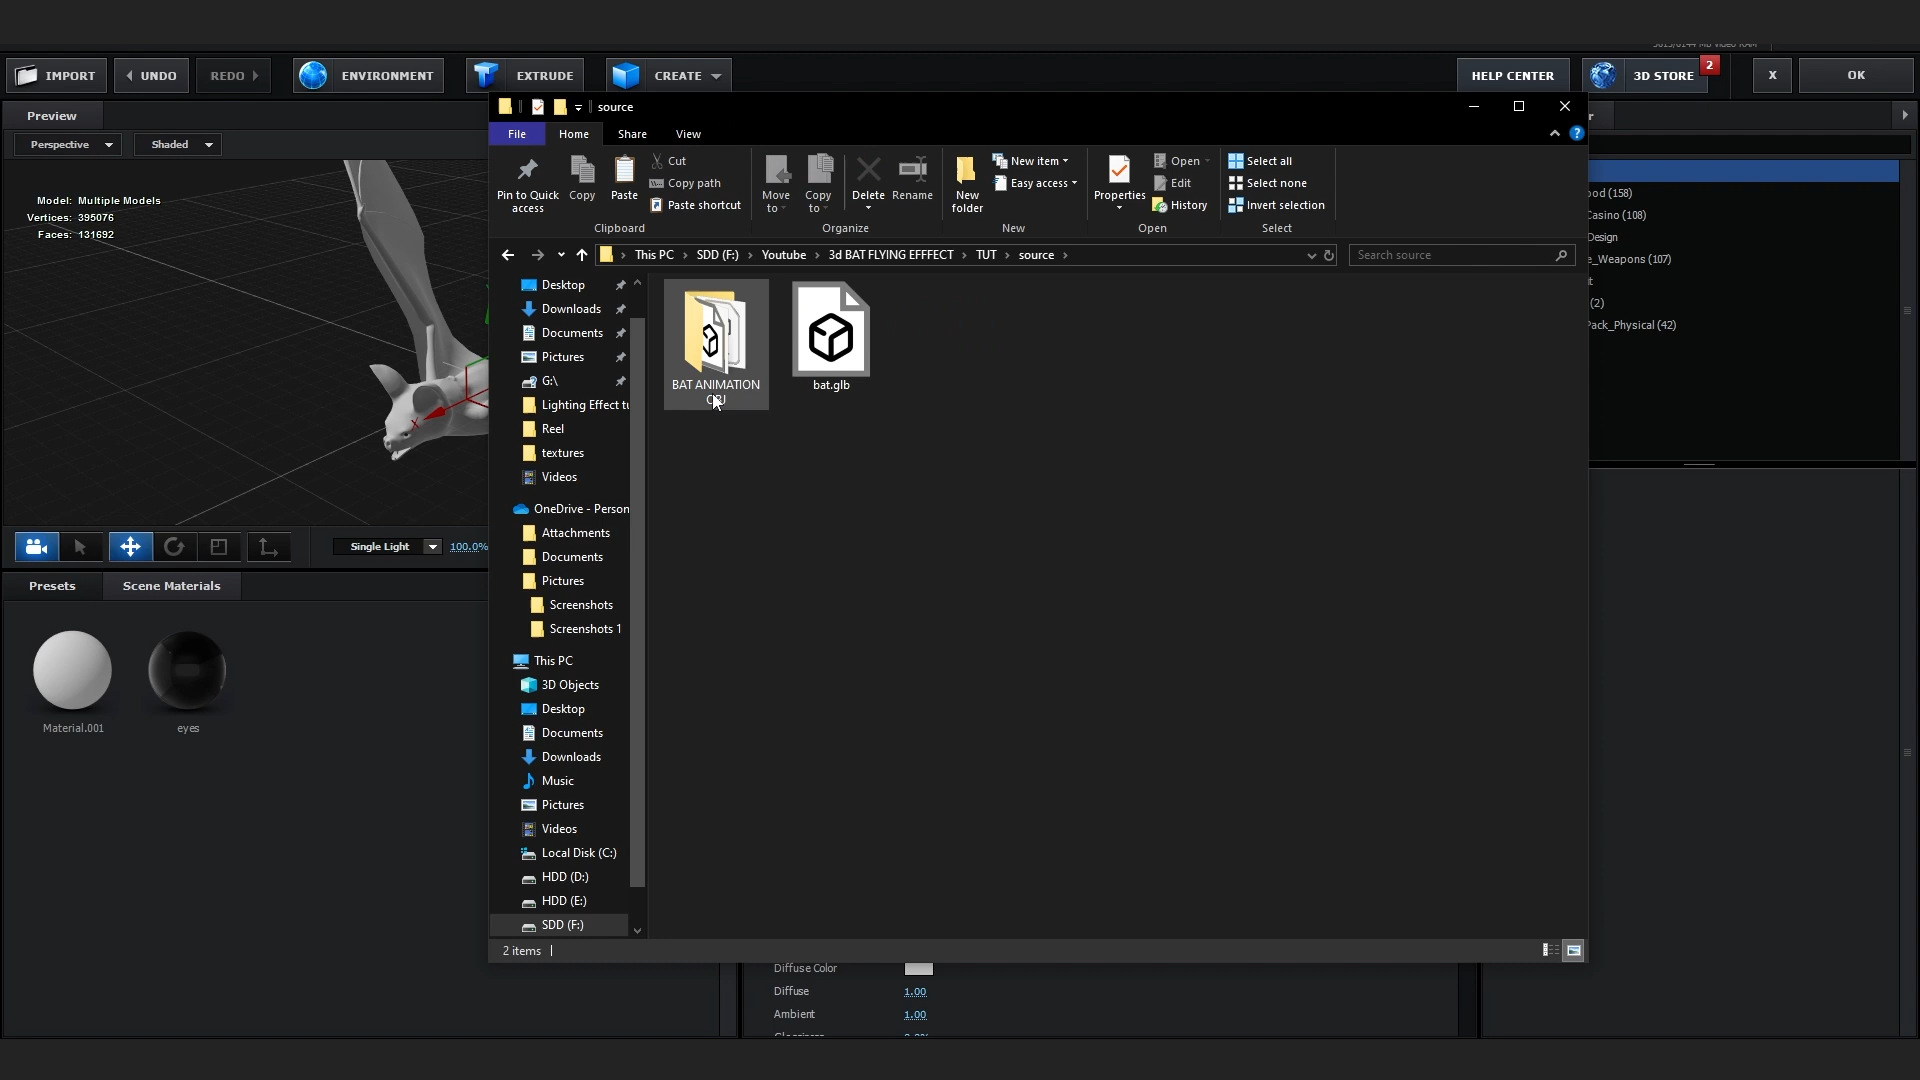 IMPORT
UNDO
REDO
ENVIRONMENT
EXTRUDE
CREATE
HELP CENTER
3D STORE
2
X
OK
Preview
Perspective
Shaded
Model: Multiple Models
Vertices: 395076
Faces: 131692
Single Light
100.0%
Presets
Scene Materials
Material.001
eyes
source
File
Home
Share
View
Pin to Quick
access
Copy
Paste
Cut
Copy path
Paste shortcut
Clipboard
Move
to
Copy
to
Delete
Rename
Organize
New
folder
New item
Easy access
New
Properties
Open
Edit
History
Open
Select all
Select none
Invert selection
Select
This PC
SDD (F:)
Youtube
3d BAT FLYING EFFFECT
TUT
source
Search source
Desktop
Downloads
Documents
Pictures
G:\
Lighting Effect tu
Reel
textures
Videos
OneDrive - Person
Attachments
Documents
Pictures
Screenshots
Screenshots 1
This PC
3D Objects
Desktop
Documents
Downloads
Music
Pictures
Videos
Local Disk (C:)
HDD (D:)
HDD (E:)
SDD (F:)
BAT ANIMATION
OBJ
bat.glb
2 items
ood (158)
Casino (108)
Design
e_Weapons (107)
t
(2)
Pack_Physical (42)
Diffuse Color
Diffuse
1.00
Ambient
1.00